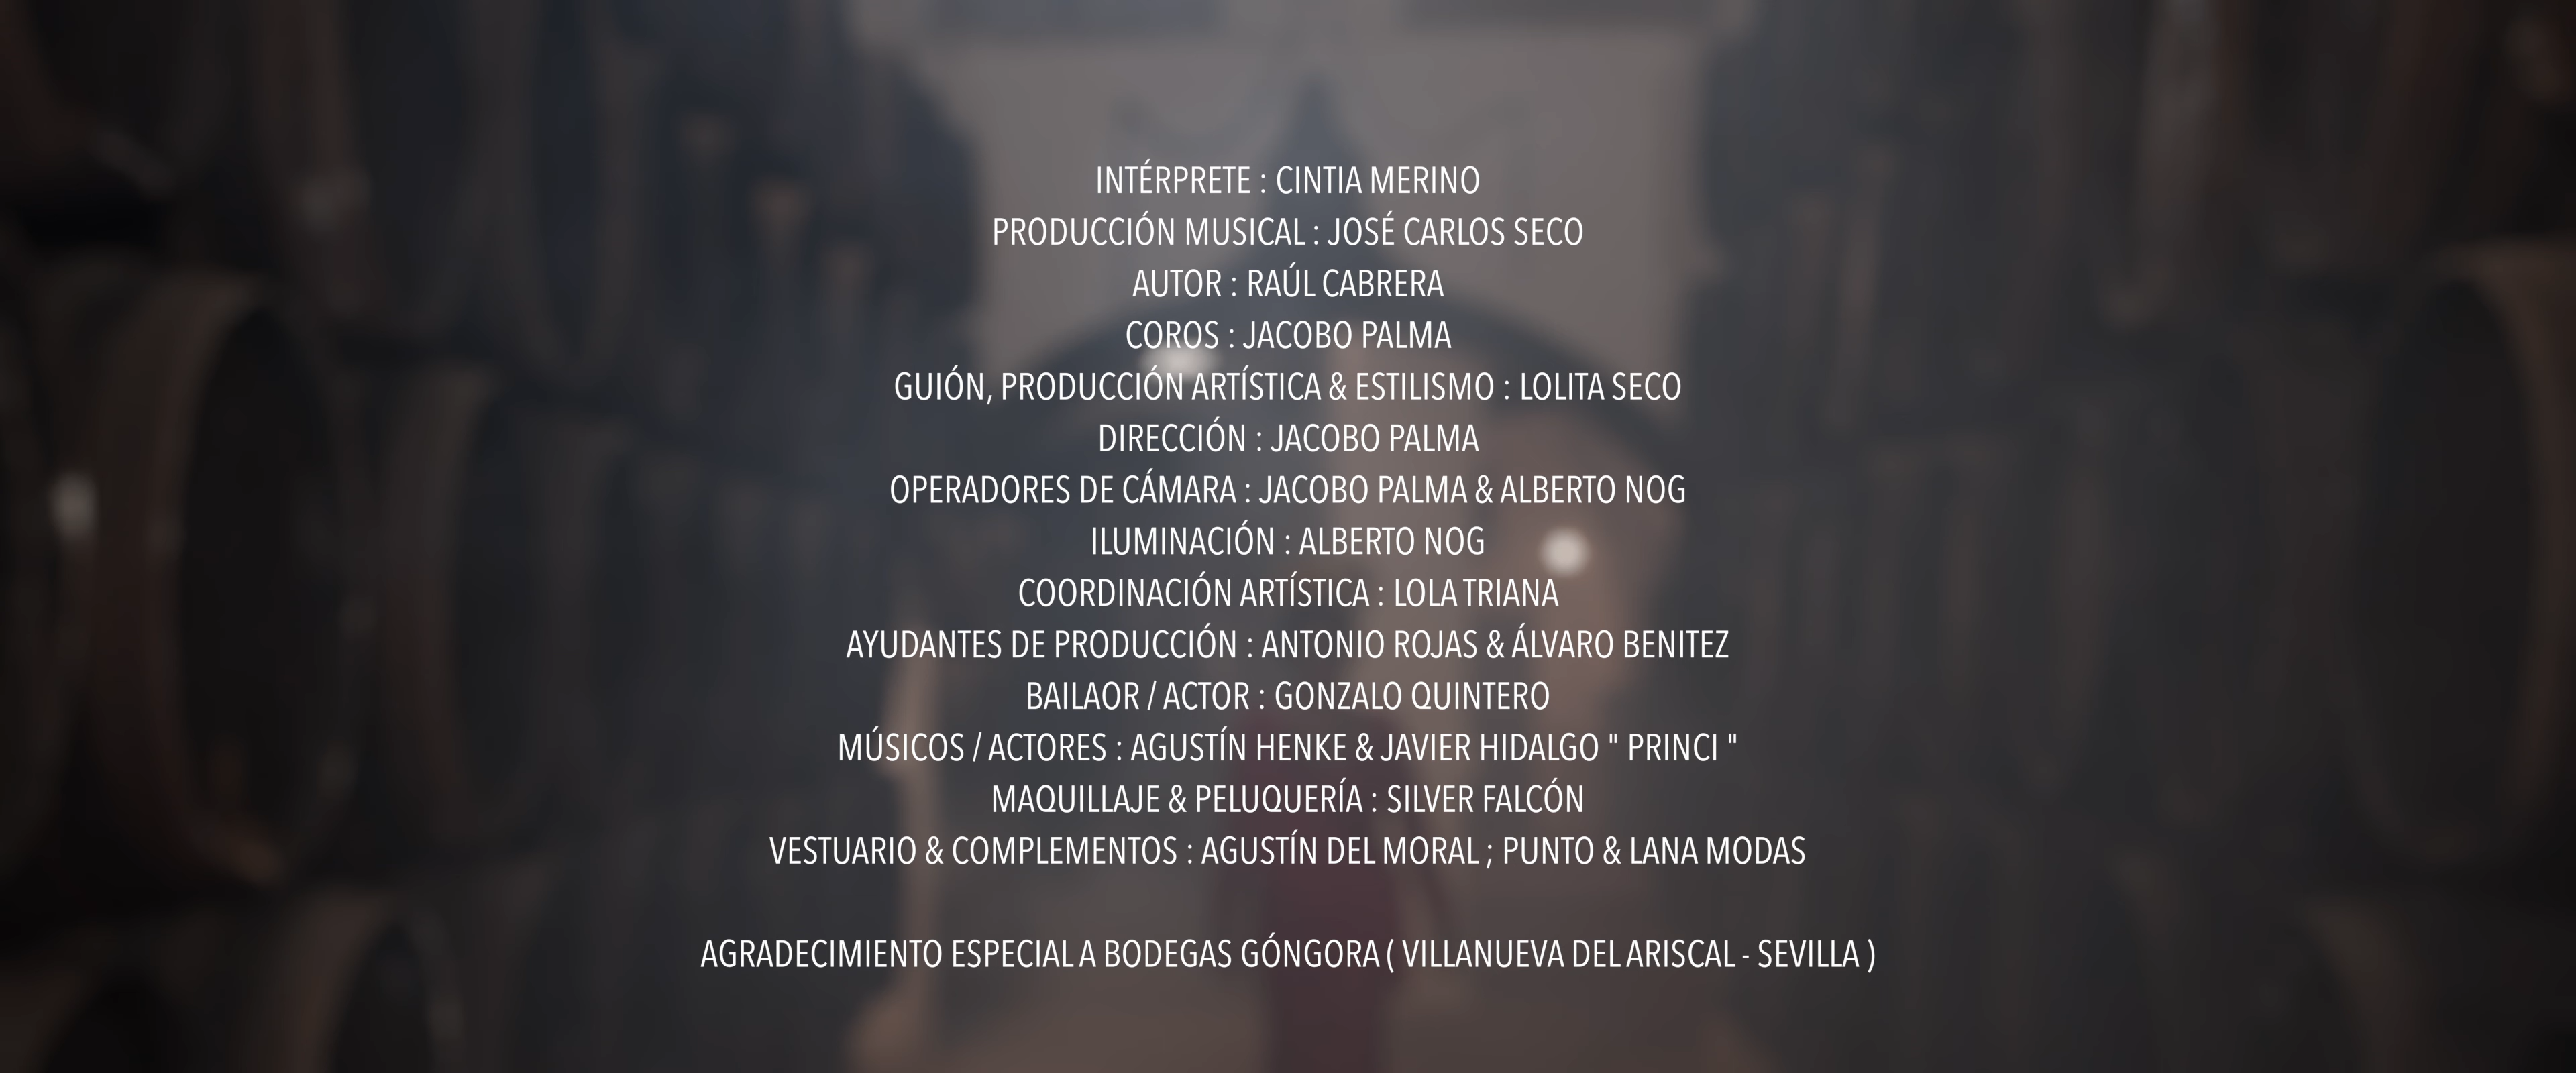 INTÉRPRETE : CINTIA MERINO
PRODUCCIÓN MUSICAL : JOSÉ CARLOS SECO
AUTOR : RAÚL CABRERA
COROS : JACOBO PALMA
GUIÓN, PRODUCCIÓN ARTÍSTICA & ESTILISMO : LOLITA SECO
DIRECCIÓN : JACOBO PALMA
OPERADORES DE CÁMARA : JACOBO PALMA & ALBERTO NOG
ILUMINACIÓN : ALBERTO NOG
COORDINACIÓN ARTÍSTICA : LOLA TRIANA
AYUDANTES DE PRODUCCIÓN : ANTONIO ROJAS & ÁLVARO BENITEZ
BAILAOR / ACTOR : GONZALO QUINTERO
MÚSICOS / ACTORES : AGUSTÍN HENKE & JAVIER HIDALGO " PRINCI "
MAQUILLAJE & PELUQUERÍA : SILVER FALCÓN
VESTUARIO & COMPLEMENTOS : AGUSTÍN DEL MORAL ; PUNTO & LANA MODAS
AGRADECIMIENTO ESPECIAL A BODEGAS GÓNGORA ( VILLANUEVA DEL ARISCAL - SEVILLA )